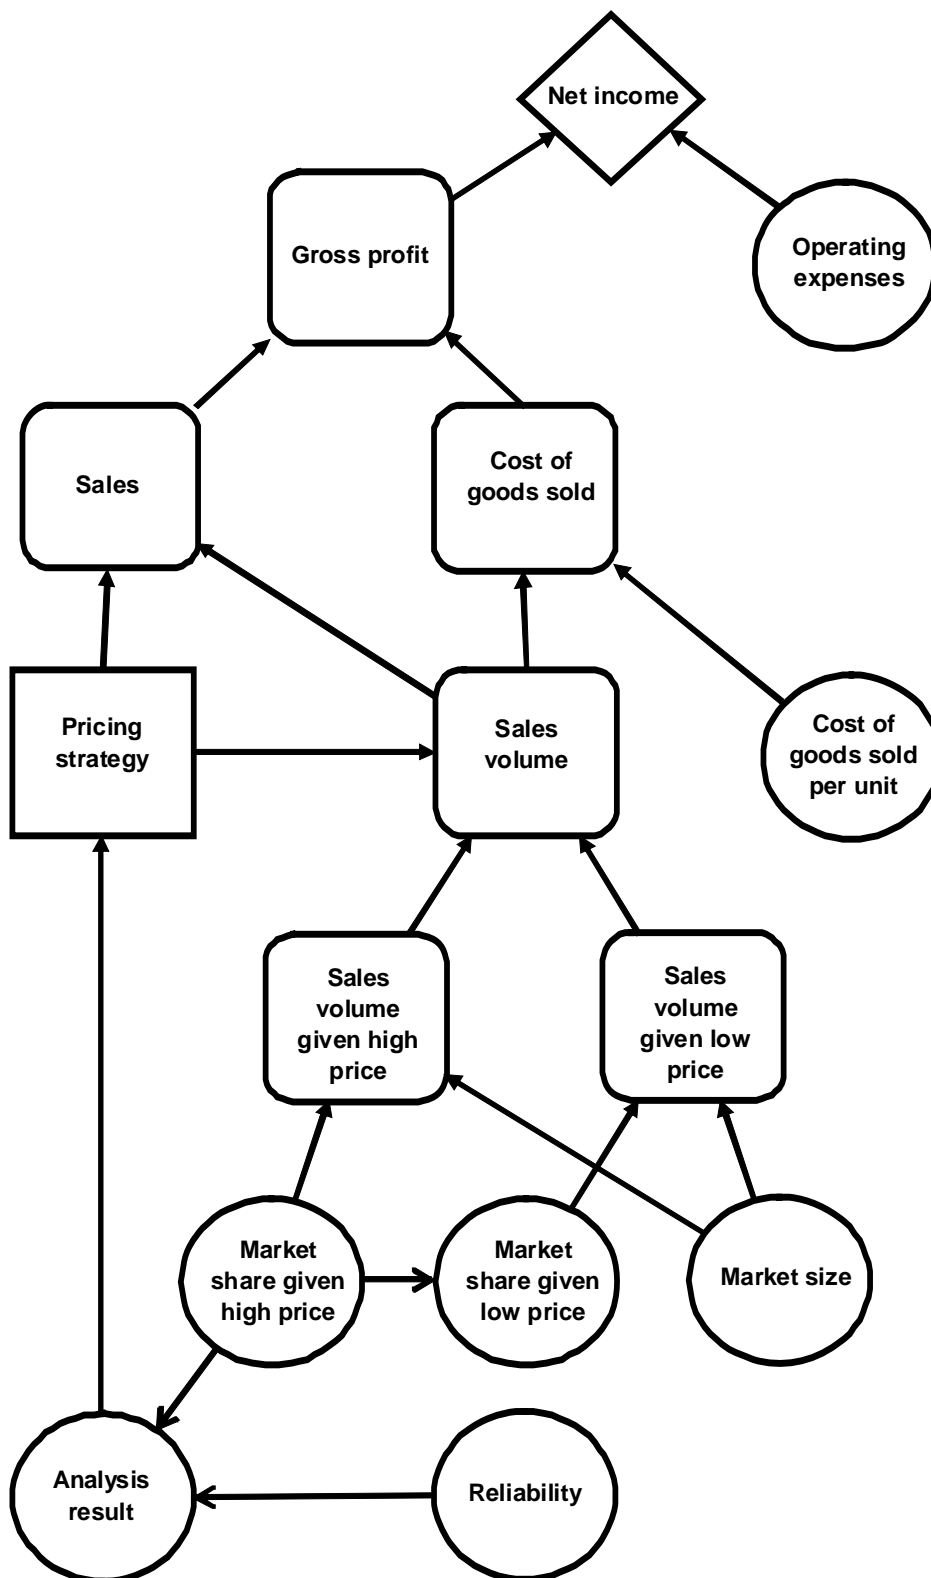 Net income
Gross profit
Operating
expenses
Sales
Cost of
goods sold
Pricing
strategy
Sales
volume
Cost of
goods sold
per unit
Sales
volume
given high
price
Sales
volume
given low
price
Market
share given
high price
Market
share given
low price
Market size
Analysis
result
Reliability